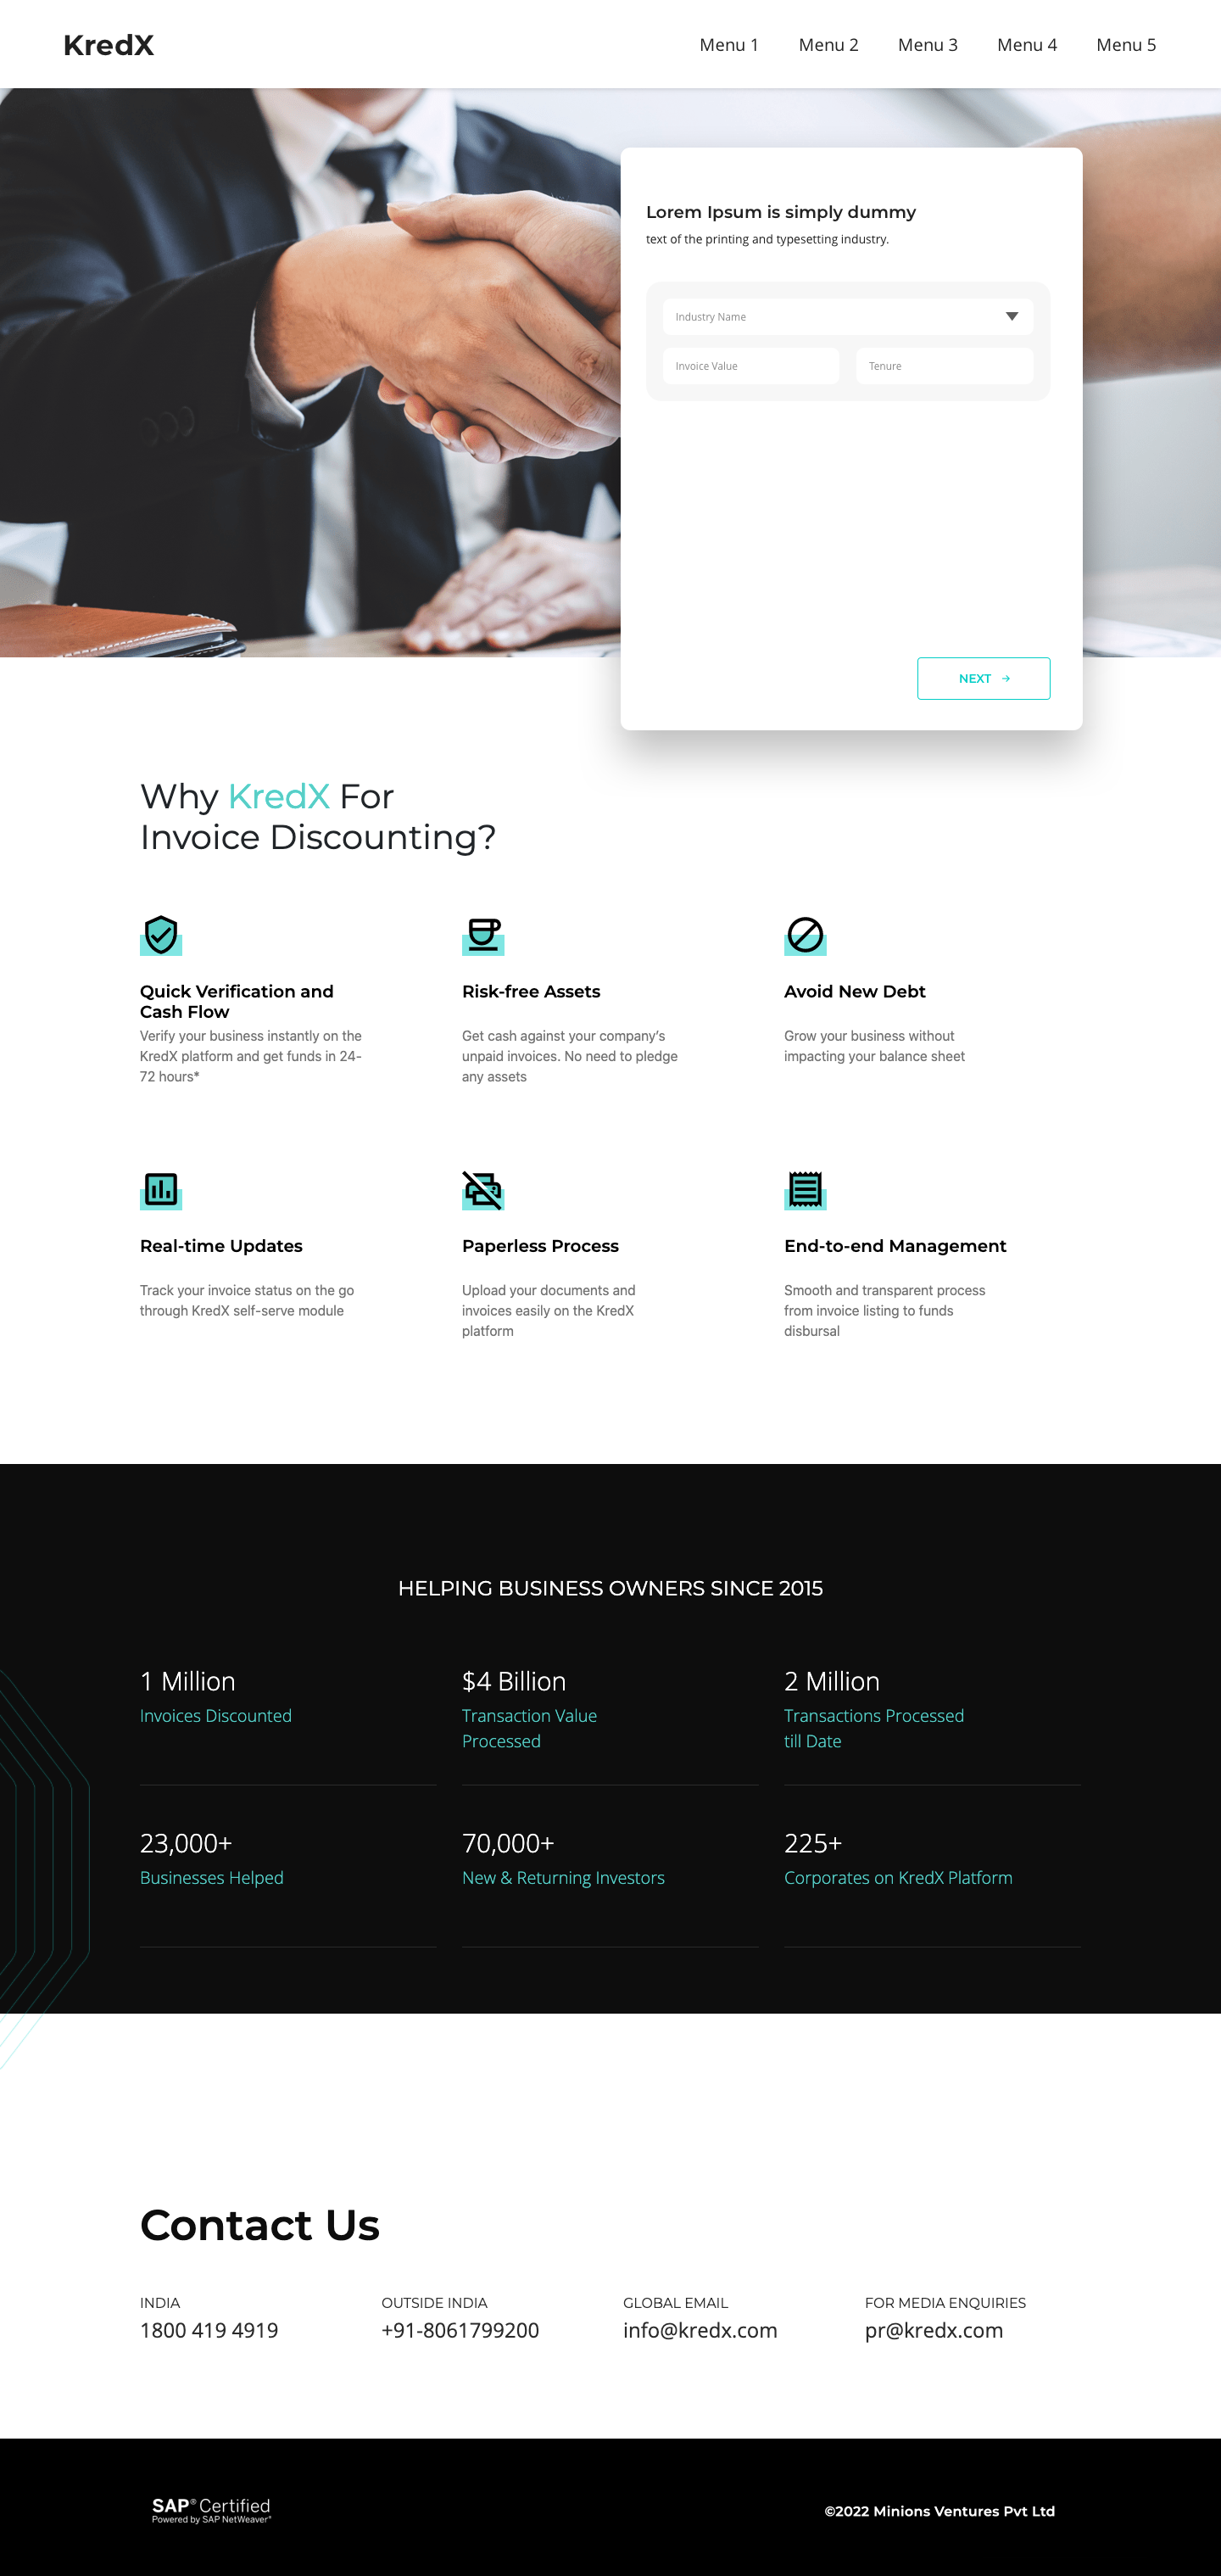 KredX
Menu 1
Menu 2
Menu 3
Menu 4
Menu 5
Lorem Ipsum is simply dummy
text of the printing and typesetting industry.
Industry Name
Invoice Value
Tenure
NEXT →
Why KredX For
Invoice Discounting?
Quick Verification and
Cash Flow
Verify your business instantly on the
KredX platform and get funds in 24-
72 hours*
Risk-free Assets
Get cash against your company's
unpaid invoices. No need to pledge
any assets
Avoid New Debt
Grow your business without
impacting your balance sheet
Real-time Updates
Track your invoice status on the go
through KredX self-serve module
Paperless Process
Upload your documents and
invoices easily on the KredX
platform
End-to-end Management
Smooth and transparent process
from invoice listing to funds
disbursal
HELPING BUSINESS OWNERS SINCE 2015
1 Million
Invoices Discounted
$4 Billion
Transaction Value
Processed
2 Million
Transactions Processed
till Date
23,000+
Businesses Helped
70,000+
New & Returning Investors
225+
Corporates on KredX Platform
Contact Us
INDIA
1800 419 4919
OUTSIDE INDIA
+91-8061799200
GLOBAL EMAIL
info@kredx.com
FOR MEDIA ENQUIRIES
pr@kredx.com
SAP® Certified
Powered by SAP NetWeaver®
©2022 Minions Ventures Pvt Ltd